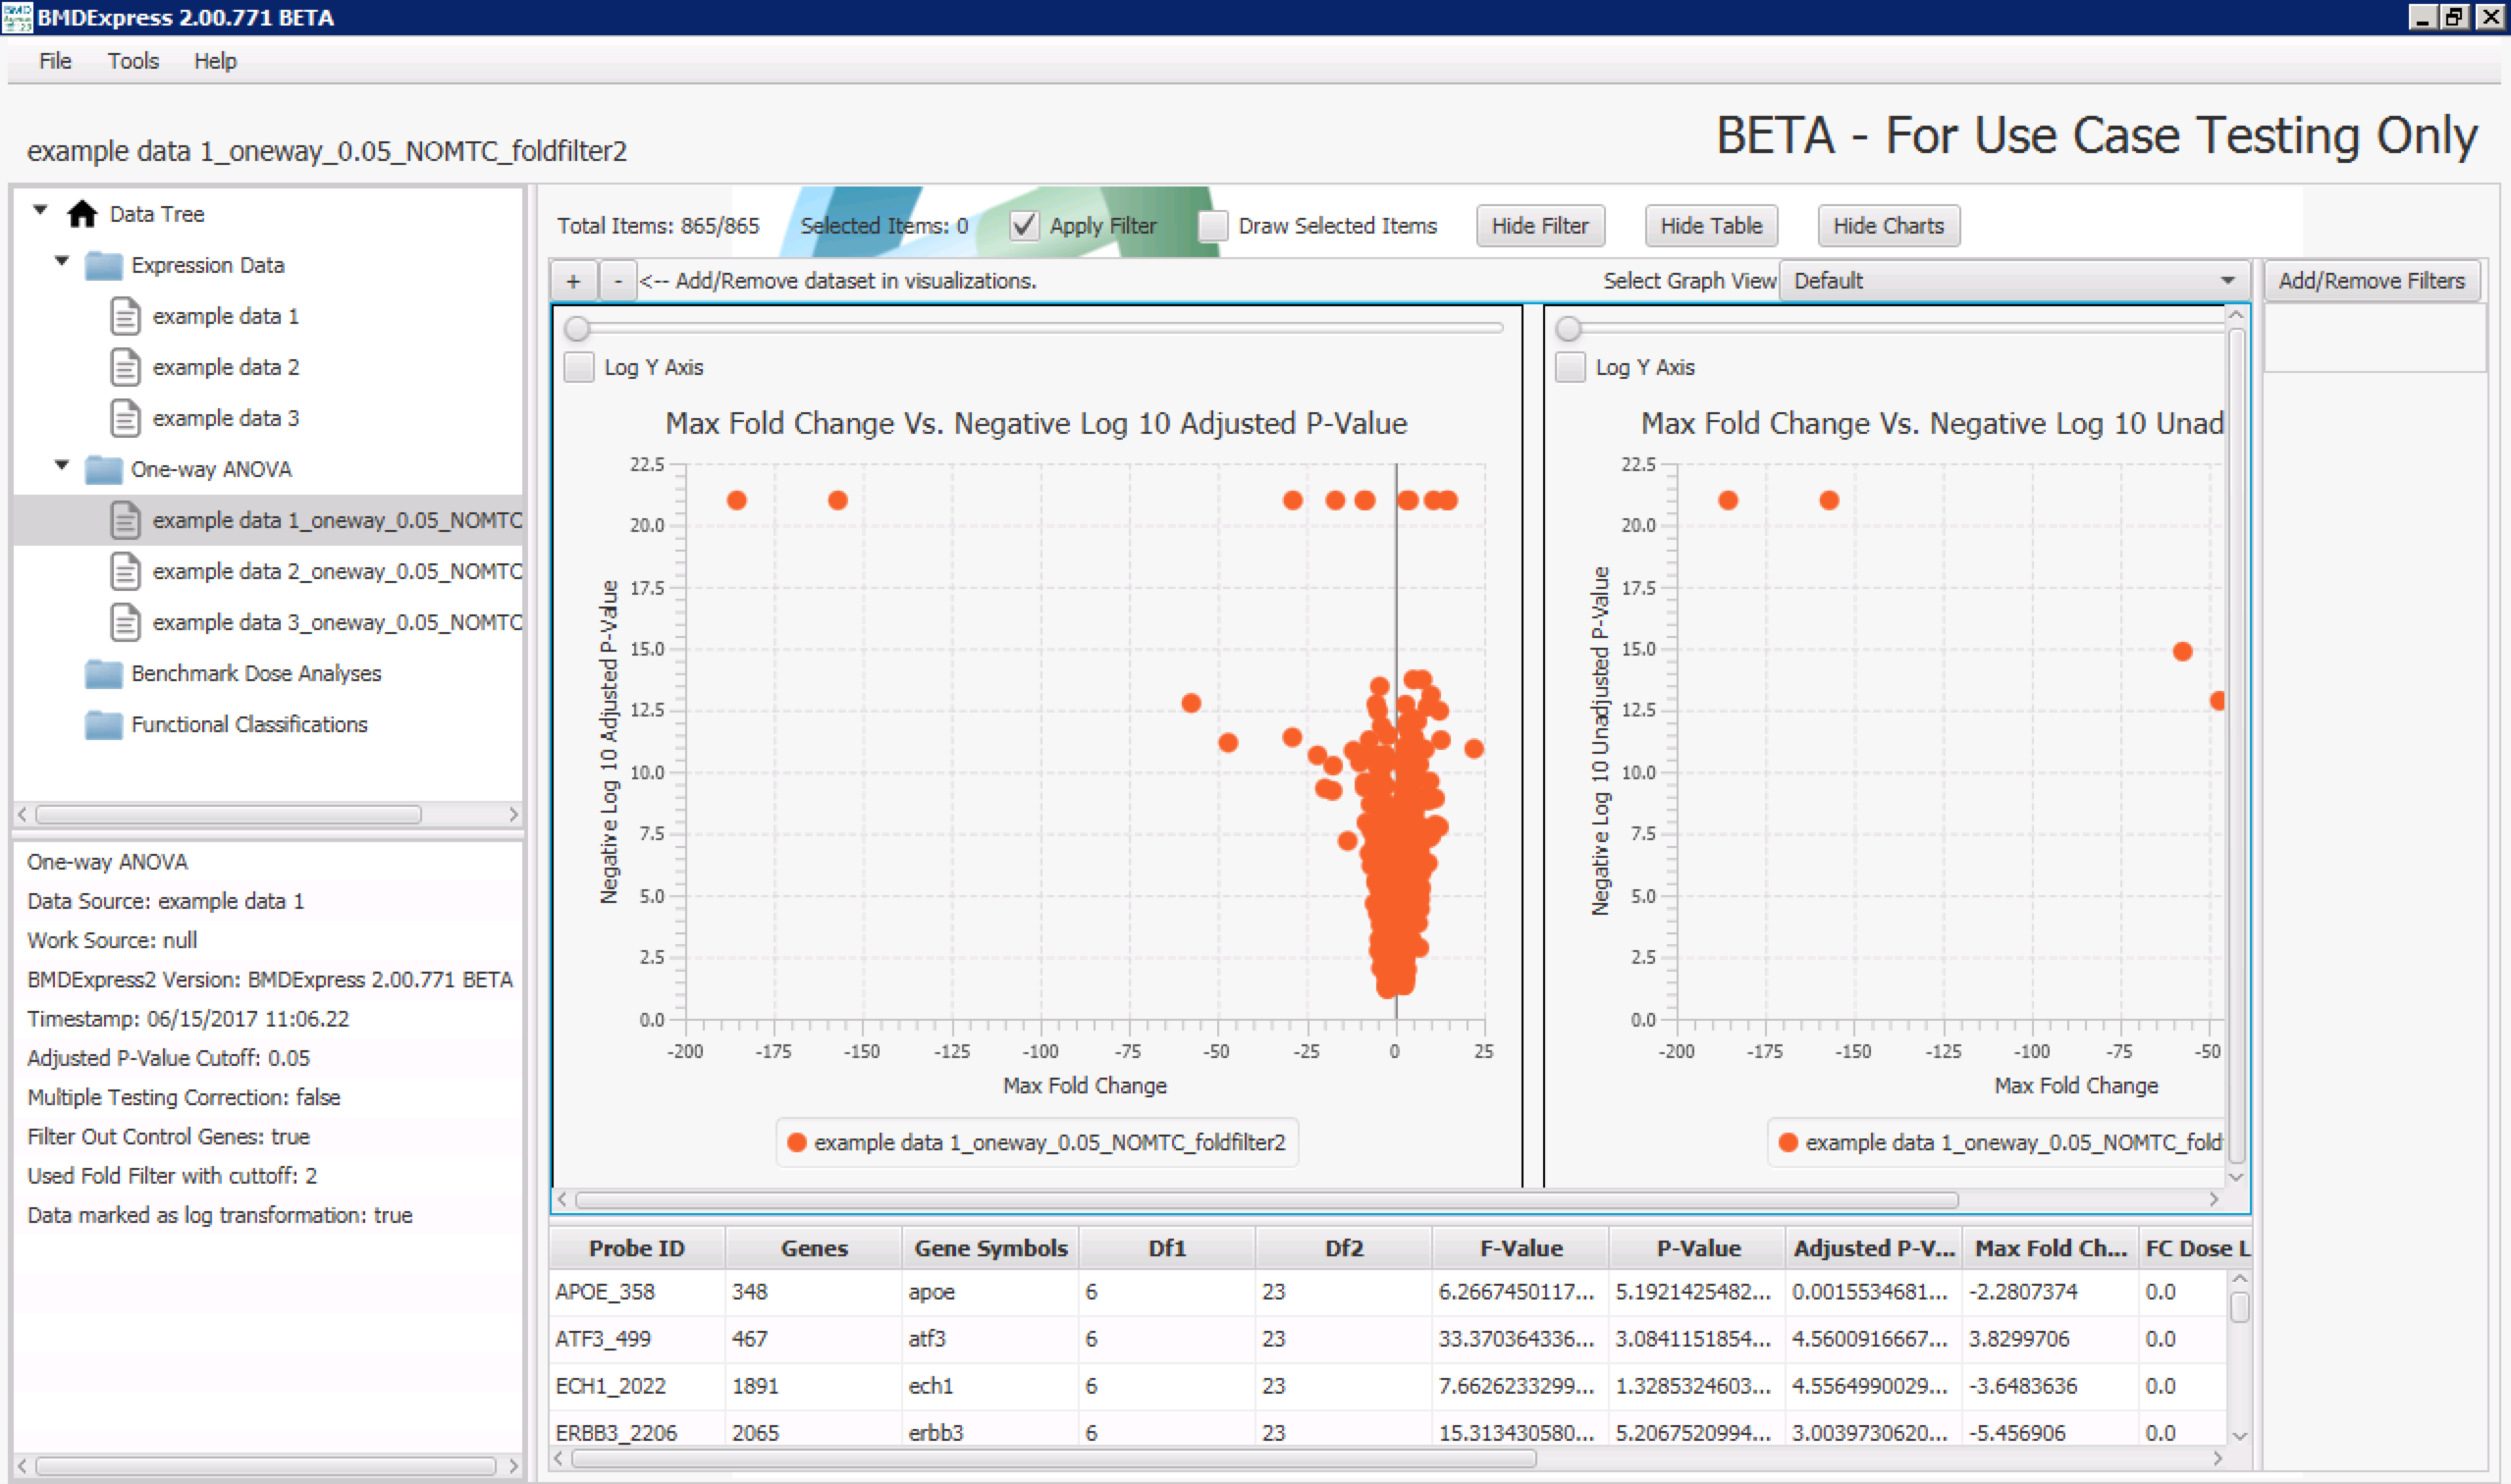 BMDExpress 2.00.771 BETA
File Tools Help
example data 1_oneway_0.05_NOMTC_foldfilter2
BETA - For Use Case Testing Only
Data Tree
Expression Data
example data 1
example data 2
example data 3
One-way ANOVA
example data 1_oneway_0.05_NOMTC
example data 2_oneway_0.05_NOMTC
example data 3_oneway_0.05_NOMTC
Benchmark Dose Analyses
Functional Classifications
One-way ANOVA
Data Source: example data 1
Work Source: null
BMDExpress2 Version: BMDExpress 2.00.771 BETA
Timestamp: 06/15/2017 11:06.22
Adjusted P-Value Cutoff: 0.05
Multiple Testing Correction: false
Filter Out Control Genes: true
Used Fold Filter with cuttoff: 2
Data marked as log transformation: true
Total Items: 865/865 Selected Items: 0 Apply Filter Draw Selected Items Hide Filter Hide Table Hide Charts
+ - <-- Add/Remove dataset in visualizations. Select Graph View Default Add/Remove Filters
Log Y Axis
Max Fold Change Vs. Negative Log 10 Adjusted P-Value
Negative Log 10 Adjusted P-Value
22.5
20.0
17.5
15.0
12.5
10.0
7.5
5.0
2.5
0.0
-200 -175 -150 -125 -100 -75 -50 -25 0 25
Max Fold Change
example data 1_oneway_0.05_NOMTC_foldfilter2
Log Y Axis
Max Fold Change Vs. Negative Log 10 Unad
Negative Log 10 Unadjusted P-Value
22.5
20.0
17.5
15.0
12.5
10.0
7.5
5.0
2.5
0.0
-200 -175 -150 -125 -100 -75 -50
Max Fold Change
example data 1_oneway_0.05_NOMTC_fold
Probe ID Genes Gene Symbols Df1 Df2 F-Value P-Value Adjusted P-V... Max Fold Ch... FC Dose L
APOE_358 348 apoe 6 23 6.2667450117... 5.1921425482... 0.0015534681... -2.2807374 0.0
ATF3_499 467 atf3 6 23 33.370364336... 3.0841151854... 4.5600916667... 3.8299706 0.0
ECH1_2022 1891 ech1 6 23 7.6626233299... 1.3285324603... 4.5564990029... -3.6483636 0.0
ERBB3_2206 2065 erbb3 6 23 15.313430580... 5.2067520994... 3.0039730620... -5.456906 0.0